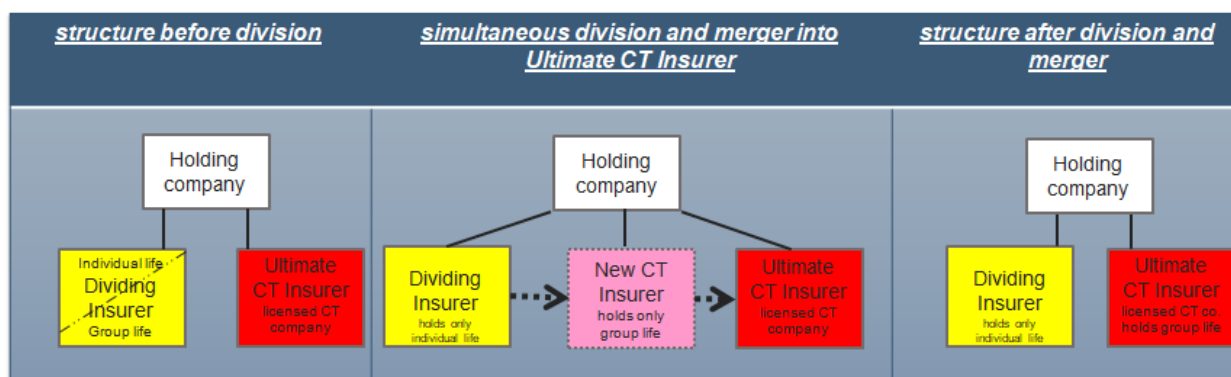 structure before division
simultaneous division and merger into
Ultimate CT Insurer
structure after division and
merger
Holding
company
Individual life
Dividing
Insurer
Group life
Ultimate
CT Insurer
licensed CT
company
Holding
company
Dividing
Insurer
holds only
individual life
New CT
Insurer
holds only
group life
Ultimate
CT Insurer
licensed CT
company
Holding
company
Dividing
Insurer
holds only
individual life
Ultimate
CT Insurer
licensed CT co.
holds group life